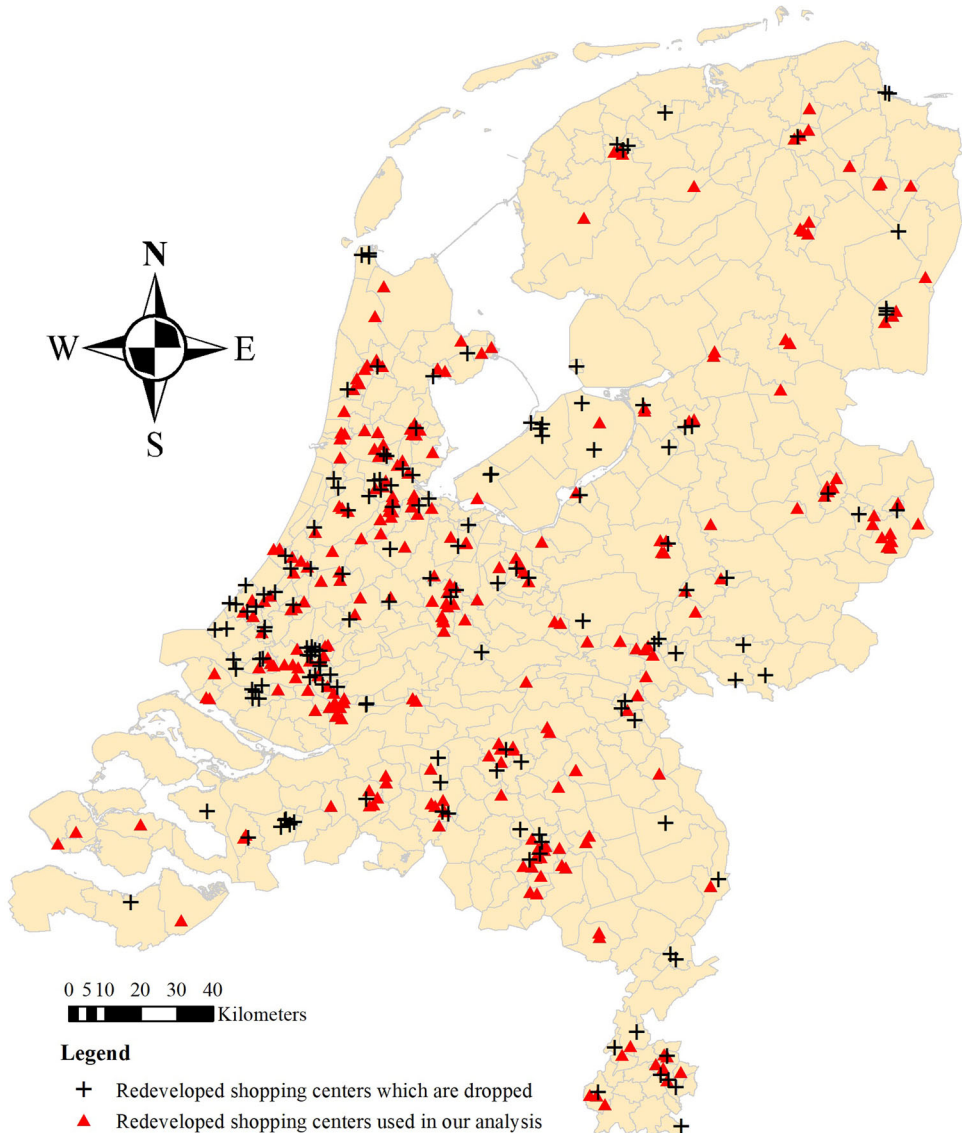 N
W E
S
0 5 10 20 30 40
Kilometers
Legend
Redeveloped shopping centers which are dropped
Redeveloped shopping centers used in our analysis